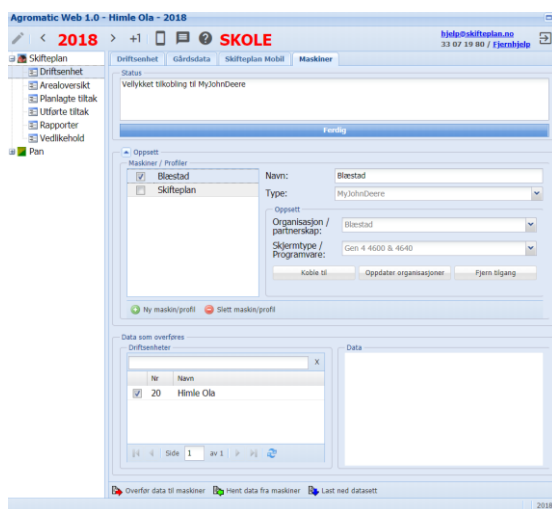 Agromatic Web 1.0 - Himle Ola - 2018
2018 +1 SKOLE
hjelp@skifteplan.no
33 07 19 80 / Fjernhjelp
Skifteplan
Driftsenhet
Arealoversikt
Planlagte tiltak
Utførte tiltak
Rapporter
Vedlikehold
Pan
Driftsenhet Gårdsdata Skifteplan Mobil Maskiner
Status
Vellykket tilkobling til MyJohnDeere
Ferdig
Oppsett
Maskiner / Profiler
Blæstad
Skifteplan
Navn: Blæstad
Type: MyJohnDeere
Oppsett
Organisasjon / partnerskap: Blæstad
Skjermtype / Programvare: Gen 4 4600 & 4640
Koble til Oppdater organisasjoner Fjern tilgang
Ny maskin/profil Slett maskin/profil
Data som overføres
Driftsenheter
X
Nr Navn
20 Himle Ola
Side 1 av 1
Data
Overfør data til maskiner Hent data fra maskiner Last ned datasett
2018